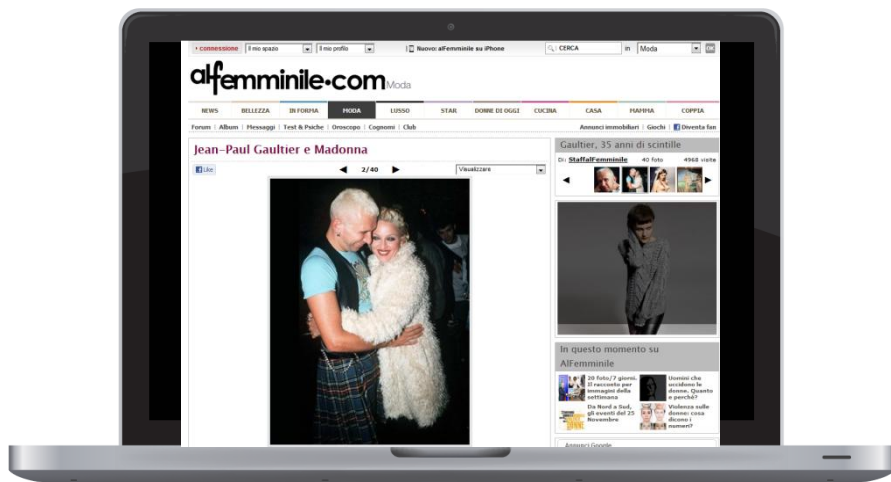 connessione Il mio spazio Il mio profilo Nuovo: alFemminile su iPhone CERCA in Moda OK
alfemminile.com Moda
NEWS BELLEZZA IN FORMA MODA LUSSO STAR DONNE DI OGGI CUCINA CASA MAMMA COPPIA
Forum | Album | Messaggi | Test & Psiche | Oroscopo | Cognomi | Club Annunci immobiliari | Giochi | Diventa fan
Jean-Paul Gaultier e Madonna
Like 2/40 Visualizzare
Gaultier, 35 anni di scintille
Di: StaffalFemminile 40 foto 4968 visite
In questo momento su
AlFemminile
20 foto/7 giorni.
Il racconto per
immagini della
settimana
Uomini che
uccidono le
donne. Quanto
e perché?
Da Nord a Sud,
gli eventi del 25
Novembre
Violenza sulle
donne: cosa
dicono i
numeri?
Annunci Google